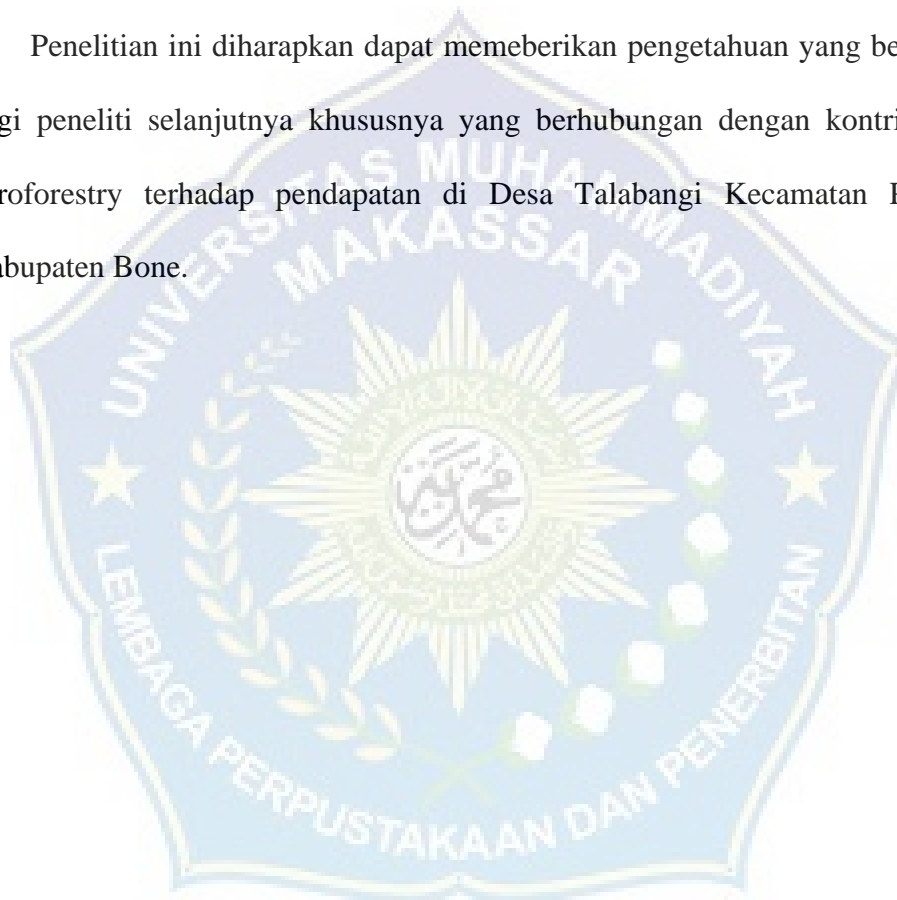 Penelitian ini diharapkan dapat memeberikan pengetahuan yang be
gi peneliti selanjutnya khususnya yang berhubungan dengan kontri
roforestry terhadap pendapatan di Desa Talabangi Kecamatan
abupaten Bone.
UNIVERSITAS MUHAMMADIYAH
MAKASSAR
LEMBAGA PERPUSTAKAAN DAN PENERBITAN